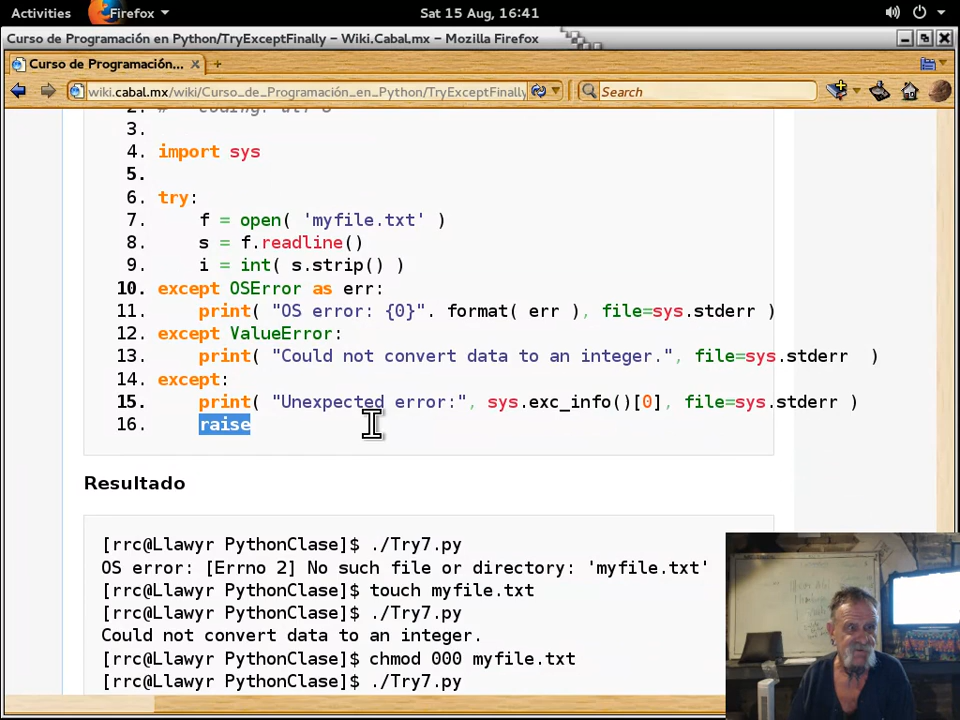 Activities Firefox Sat 15 Aug, 16:41
Curso de Programación en Python/TryExceptFinally – Wiki.Cabal.mx – Mozilla Firefox
Curso de Programación...
wiki.cabal.mx/wiki/Curso_de_Programación_en_Python/TryExceptFinally Search
3.
4. import sys
5.
6. try:
7. f = open( 'myfile.txt' )
8. s = f.readline()
9. i = int( s.strip() )
10. except OSError as err:
11. print( "OS error: {0}". format( err ), file=sys.stderr )
12. except ValueError:
13. print( "Could not convert data to an integer.", file=sys.stderr )
14. except:
15. print( "Unexpected error:", sys.exc_info()[0], file=sys.stderr )
16. raise
Resultado
[rrc@Llawyr PythonClase]$ ./Try7.py
OS error: [Errno 2] No such file or directory: 'myfile.txt'
[rrc@Llawyr PythonClase]$ touch myfile.txt
[rrc@Llawyr PythonClase]$ ./Try7.py
Could not convert data to an integer.
[rrc@Llawyr PythonClase]$ chmod 000 myfile.txt
[rrc@Llawyr PythonClase]$ ./Try7.py